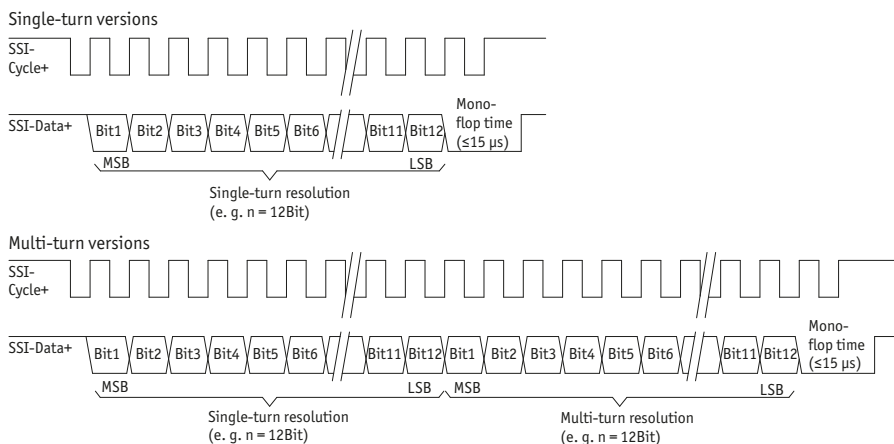 Single-turn versions
SSI-
Cycle+
SSI-Data+
Bit1 Bit2 Bit3 Bit4 Bit5 Bit6 Bit11 Bit12
Mono-
flop time
(≤15 µs)
MSB LSB
Single-turn resolution
(e. g. n = 12Bit)
Multi-turn versions
SSI-
Cycle+
SSI-Data+
Bit1 Bit2 Bit3 Bit4 Bit5 Bit6 Bit11 Bit12 Bit1 Bit2 Bit3 Bit4 Bit5 Bit6 Bit11 Bit12
Mono-
flop time
(≤15 µs)
MSB LSB MSB LSB
Single-turn resolution
(e. g. n = 12Bit)
Multi-turn resolution
(e. g. n = 12Bit)